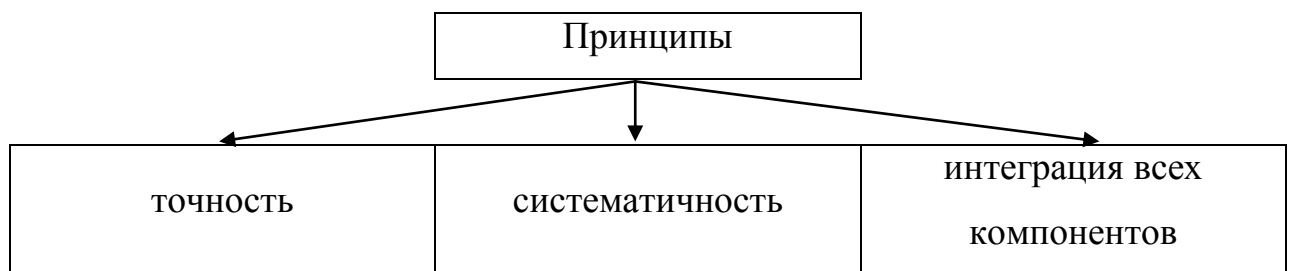 Принципы
точность
систематичность
интеграция всех
компонентов